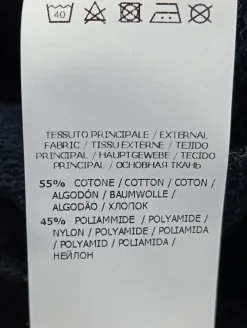 40
TESSUTO PRINCIPALE / EXTERNAL
FABRIC / TISSU EXTERNE / TEJIDO
PRINCIPAL / HAUPTGEWEBE / TECIDO
PRINCIPAL / ОСНОВНАЯ ТКАНЬ
55% COTONE / COTTON / COTON /
ALGODÓN / BAUMWOLLE /
ALGODÃO / ХЛОПОК
45% POLIAMMIDE / POLYAMIDE /
NYLON / POLYAMIDE / POLIAMIDA
/ POLYAMID / POLIAMIDA /
НЕЙЛОН